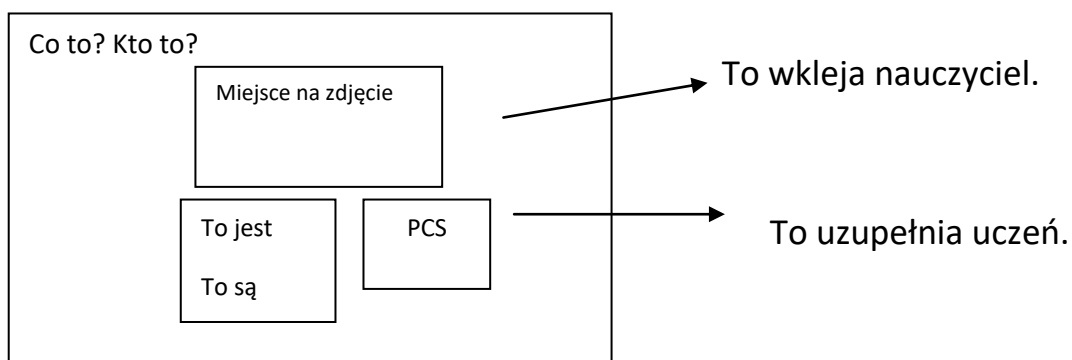 Co to? Kto to?
Miejsce na zdjęcie
To wkleja nauczyciel.
To jest
PCS
To są
To uzupełnia uczeń.